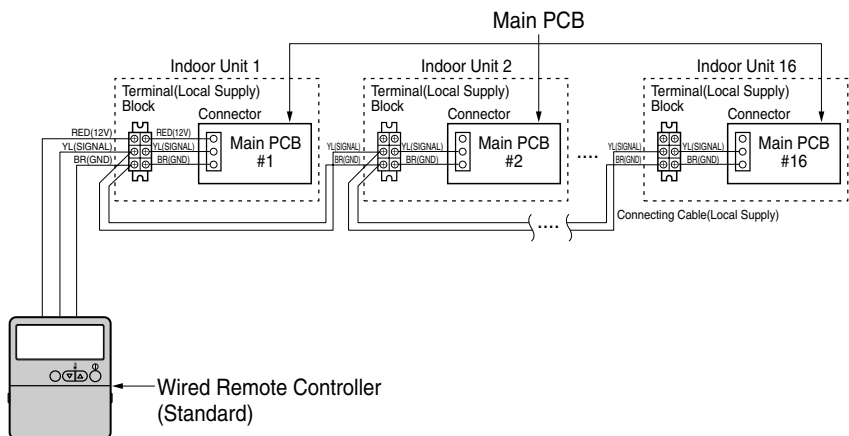 Main PCB
Indoor Unit 1
Indoor Unit 2
Indoor Unit 16
Terminal(Local Supply)
Block
Terminal(Local Supply)
Block
Terminal(Local Supply)
Block
Connector
Connector
Connector
RED(12V)
RED(12V)
YL(SIGNAL)
YL(SIGNAL)
BR(GND)
BR(GND)
Main PCB
#1
YL(SIGNAL)
YL(SIGNAL)
BR(GND)
BR(GND)
Main PCB
#2
....
YL(SIGNAL)
YL(SIGNAL)
BR(GND)
BR(GND)
Main PCB
#16
....
Connecting Cable(Local Supply)
Wired Remote Controller
(Standard)